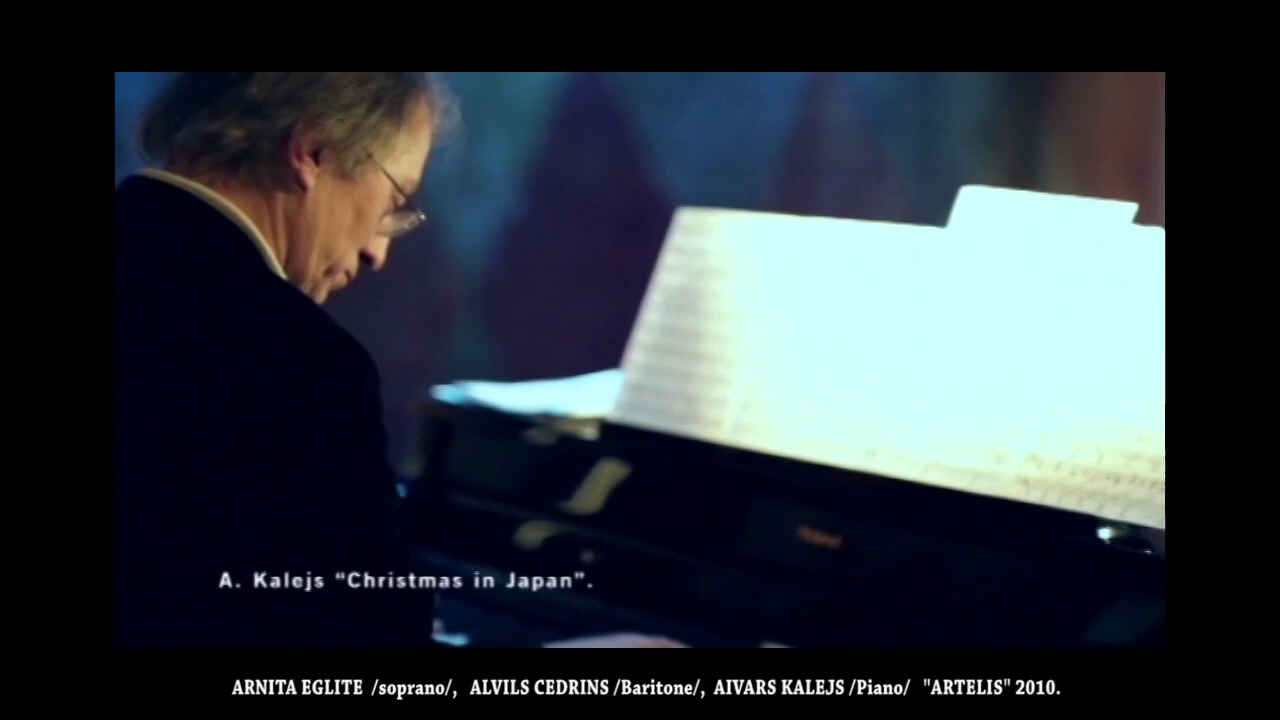 A. Kalejs “Christmas in Japan”.
ARNITA EGLITE /soprano/, ALVILS CEDRINS /Baritone/, AIVARS KALEJS /Piano/ "ARTELIS" 2010.